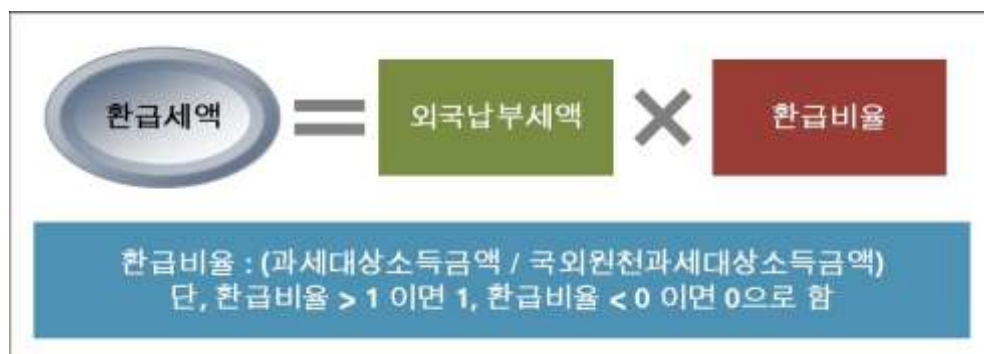 환급세액 = 외국납부세액 × 환급비율
환급비율 : (과세대상소득금액 / 국외원천과세대상소득금액)
단, 환급비율 > 1 이면 1, 환급비율 < 0 이면 0으로 함